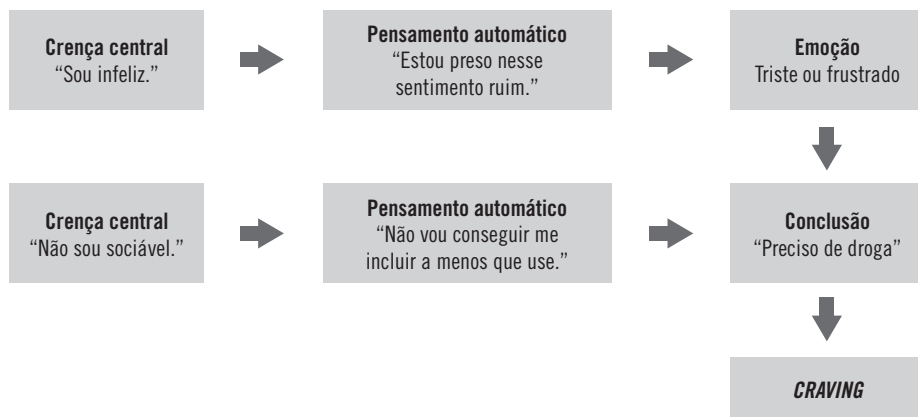 Crença central
“Sou infeliz.”
Pensamento automático
“Estou preso nesse
sentimento ruim.”
Emoção
Triste ou frustrado
Crença central
“Não sou sociável.”
Pensamento automático
“Não vou conseguir me
incluir a menos que use.”
Conclusão
“Preciso de droga”
CRAVING